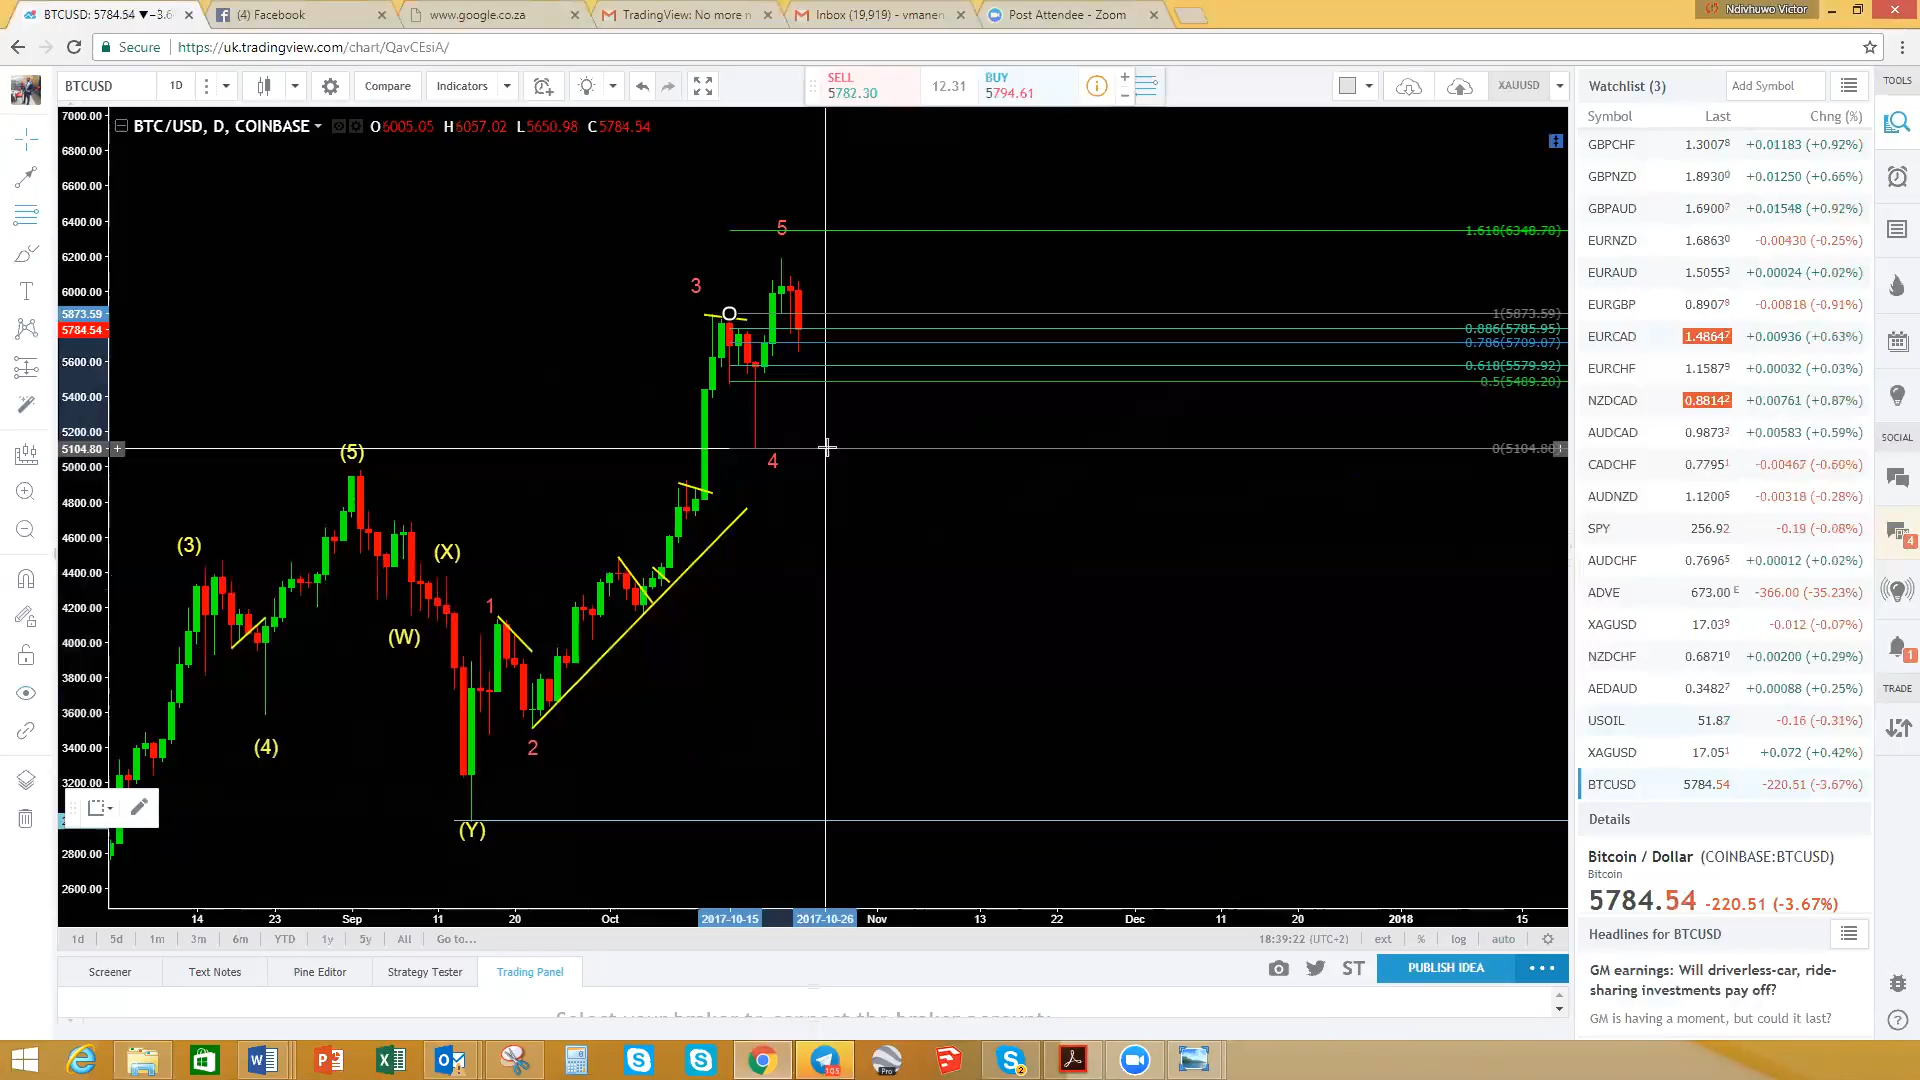 BTCUSD: 5784.54 ▼−3.6
(4) Facebook
www.google.co.za
TradingView: No more n
Inbox (19,919) - vmanen
Post Attendee - Zoom
Ndivhuwo Victor
Secure
https://uk.tradingview.com/chart/QavCEsiA/
BTCUSD 1D Compare Indicators
SELL
5782.30
12.31
BUY
5794.61
XAUUSD
BTC/USD, D, COINBASE O6005.05 H6057.02 L5650.98 C5784.54
7000.00
6800.00
6600.00
6400.00
6200.00
6000.00
5873.59
5784.54
5600.00
5400.00
5200.00
5104.80
5000.00
4800.00
4600.00
4400.00
4200.00
4000.00
3800.00
3600.00
3400.00
3200.00
2800.00
2600.00
5
1.618(6348.70)
3
O
1(5873.59)
0.886(5785.95)
0.786(5709.07)
0.618(5579.92)
0.5(5489.20)
0(5104.80)
4
(5)
(3)
(X)
1
(W)
(4)
2
(Y)
14 23 Sep 11 20 Oct 2017-10-15 2017-10-26 Nov 13 22 Dec 11 20 2018 15
1d 5d 1m 3m 6m YTD 1y 5y All Go to...
18:39:22 (UTC+2) ext % log auto
Screener Text Notes Pine Editor Strategy Tester Trading Panel
ST PUBLISH IDEA
Watchlist (3) Add Symbol
Symbol Last Chng (%)
GBPCHF 1.30078 +0.01183 (+0.92%)
GBPNZD 1.89300 +0.01250 (+0.66%)
GBPAUD 1.69007 +0.01548 (+0.92%)
EURNZD 1.68630 -0.00430 (-0.25%)
EURAUD 1.50553 +0.00024 (+0.02%)
EURGBP 0.89078 -0.00818 (-0.91%)
EURCAD 1.48647 +0.00936 (+0.63%)
EURCHF 1.15879 +0.00032 (+0.03%)
NZDCAD 0.88142 +0.00761 (+0.87%)
AUDCAD 0.98733 +0.00583 (+0.59%)
CADCHF 0.77951 -0.00467 (-0.60%)
AUDNZD 1.12005 -0.00318 (-0.28%)
SPY 256.92 -0.19 (-0.08%)
AUDCHF 0.76965 +0.00012 (+0.02%)
ADVE 673.00 E -366.00 (-35.23%)
XAGUSD 17.039 -0.012 (-0.07%)
NZDCHF 0.68710 +0.00200 (+0.29%)
AEDAUD 0.34827 +0.00088 (+0.25%)
USOIL 51.87 -0.16 (-0.31%)
XAGUSD 17.051 +0.072 (+0.42%)
BTCUSD 5784.54 -220.51 (-3.67%)
Details
Bitcoin / Dollar (COINBASE:BTCUSD)
Bitcoin
5784.54 -220.51 (-3.67%)
Headlines for BTCUSD
GM earnings: Will driverless-car, ride-
sharing investments pay off?
GM is having a moment, but could it last?
TOOLS
SOCIAL
4
1
TRADE
105
Pro
2